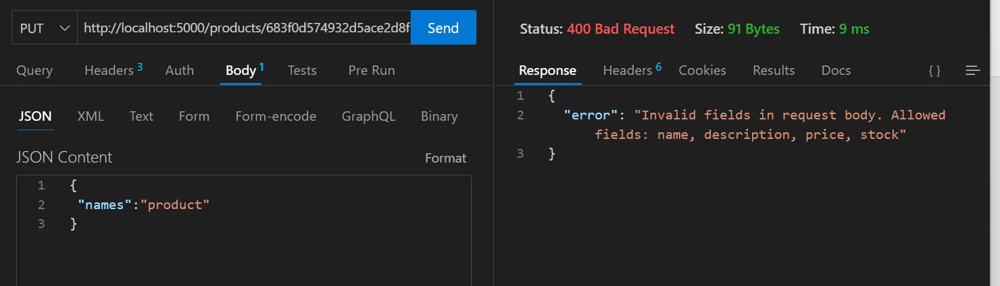 PUT http://localhost:5000/products/683f0d574932d5ace2d8f Send
Query Headers 3 Auth Body 1 Tests Pre Run
JSON XML Text Form Form-encode GraphQL Binary
JSON Content Format
1 {
2 "names":"product"
3 }
Status: 400 Bad Request Size: 91 Bytes Time: 9 ms
Response Headers 6 Cookies Results Docs { }
1 {
2 "error": "Invalid fields in request body. Allowed
fields: name, description, price, stock"
3 }